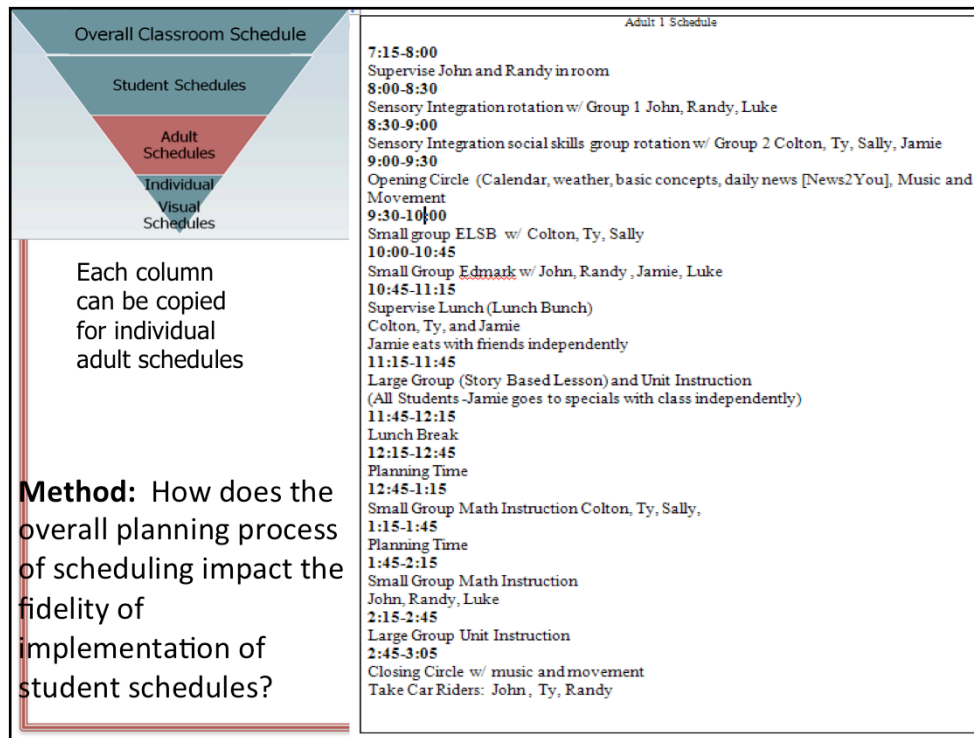 Overall Classroom Schedule
Student Schedules
Adult
Schedules
Individual
Visual
Schedules
Each column
can be copied
for individual
adult schedules
Method: How does the
overall planning process
of scheduling impact the
fidelity of
implementation of
student schedules?
Adult 1 Schedule
7:15-8:00
Supervise John and Randy in room
8:00-8:30
Sensory Integration rotation w/ Group 1 John, Randy, Luke
8:30-9:00
Sensory Integration social skills group rotation w/ Group 2 Colton, Ty, Sally, Jamie
9:00-9:30
Opening Circle (Calendar, weather, basic concepts, daily news [News2You], Music and
Movement
9:30-10:00
Small group ELSB w/ Colton, Ty, Sally
10:00-10:45
Small Group Edmark w/ John, Randy , Jamie, Luke
10:45-11:15
Supervise Lunch (Lunch Bunch)
Colton, Ty, and Jamie
Jamie eats with friends independently
11:15-11:45
Large Group (Story Based Lesson) and Unit Instruction
(All Students -Jamie goes to specials with class independently)
11:45-12:15
Lunch Break
12:15-12:45
Planning Time
12:45-1:15
Small Group Math Instruction Colton, Ty, Sally,
1:15-1:45
Planning Time
1:45-2:15
Small Group Math Instruction
John, Randy, Luke
2:15-2:45
Large Group Unit Instruction
2:45-3:05
Closing Circle w/ music and movement
Take Car Riders: John , Ty, Randy